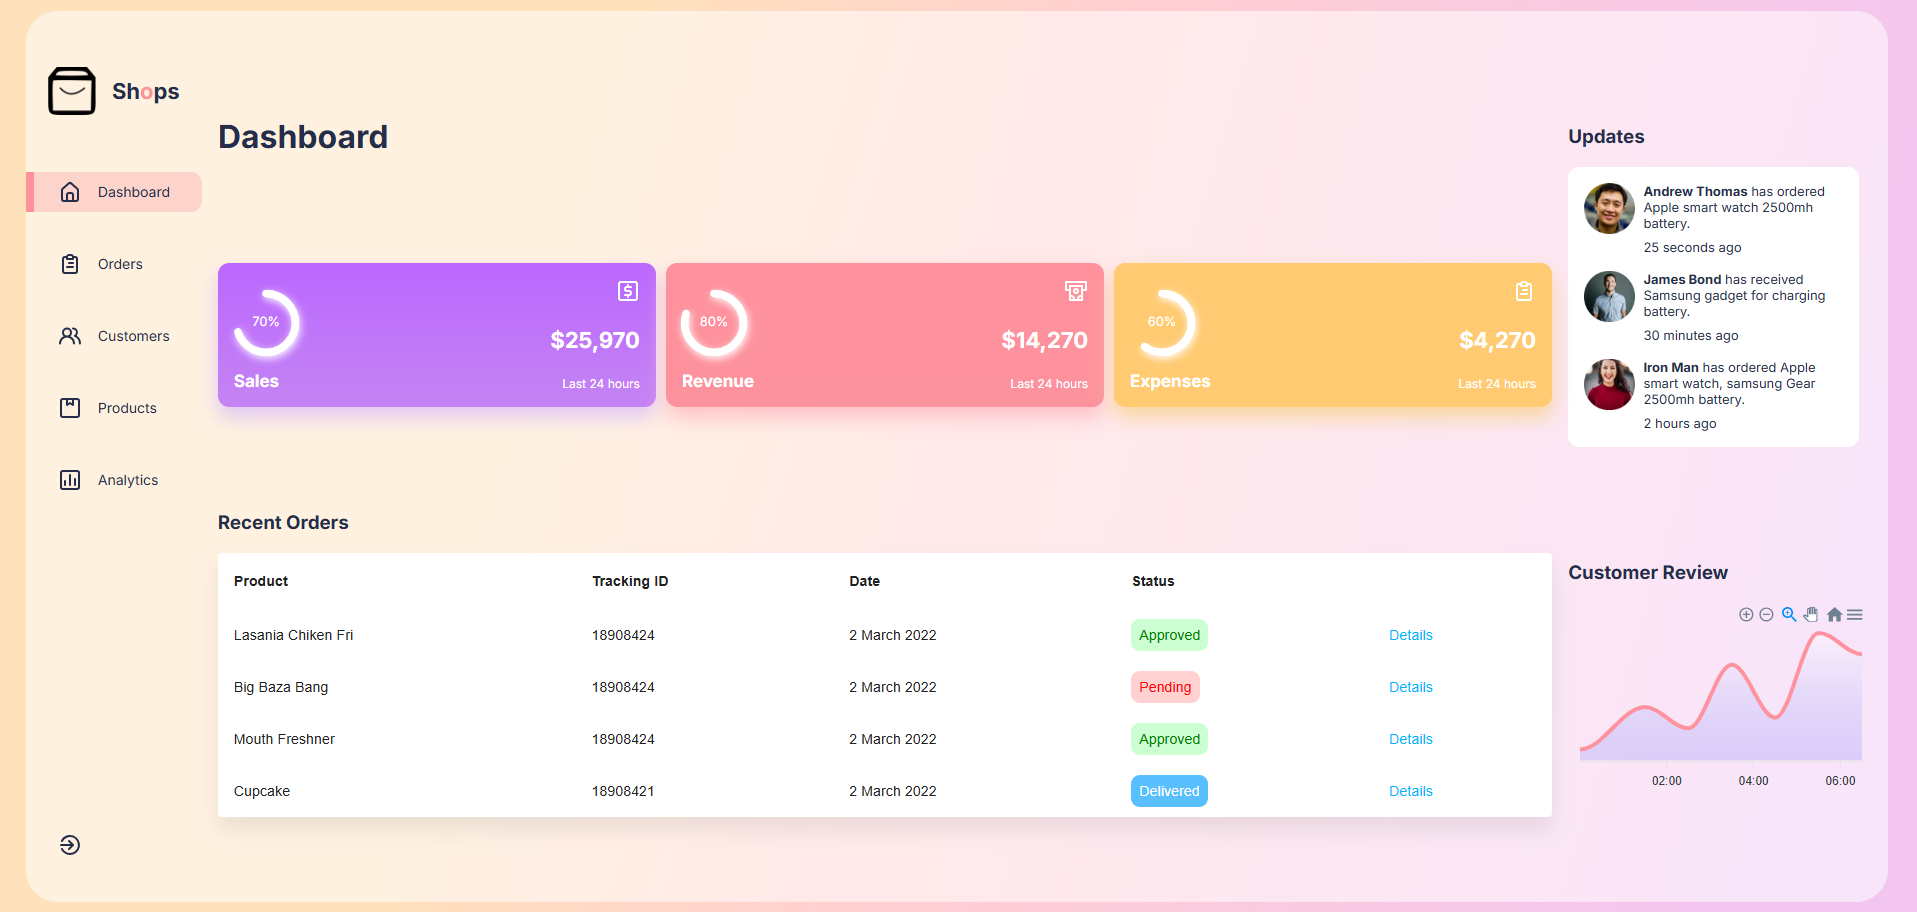 Shops
Dashboard
Orders
Customers
Products
Analytics
Dashboard
70%
$25,970
Sales
Last 24 hours
80%
$14,270
Revenue
Last 24 hours
60%
$4,270
Expenses
Last 24 hours
Recent Orders
Product Tracking ID Date Status
Lasania Chiken Fri 18908424 2 March 2022 Approved Details
Big Baza Bang 18908424 2 March 2022 Pending Details
Mouth Freshner 18908424 2 March 2022 Approved Details
Cupcake 18908421 2 March 2022 Delivered Details
Updates
Andrew Thomas has ordered
Apple smart watch 2500mh
battery.
25 seconds ago
James Bond has received
Samsung gadget for charging
battery.
30 minutes ago
Iron Man has ordered Apple
smart watch, samsung Gear
2500mh battery.
2 hours ago
Customer Review
02:00 04:00 06:00